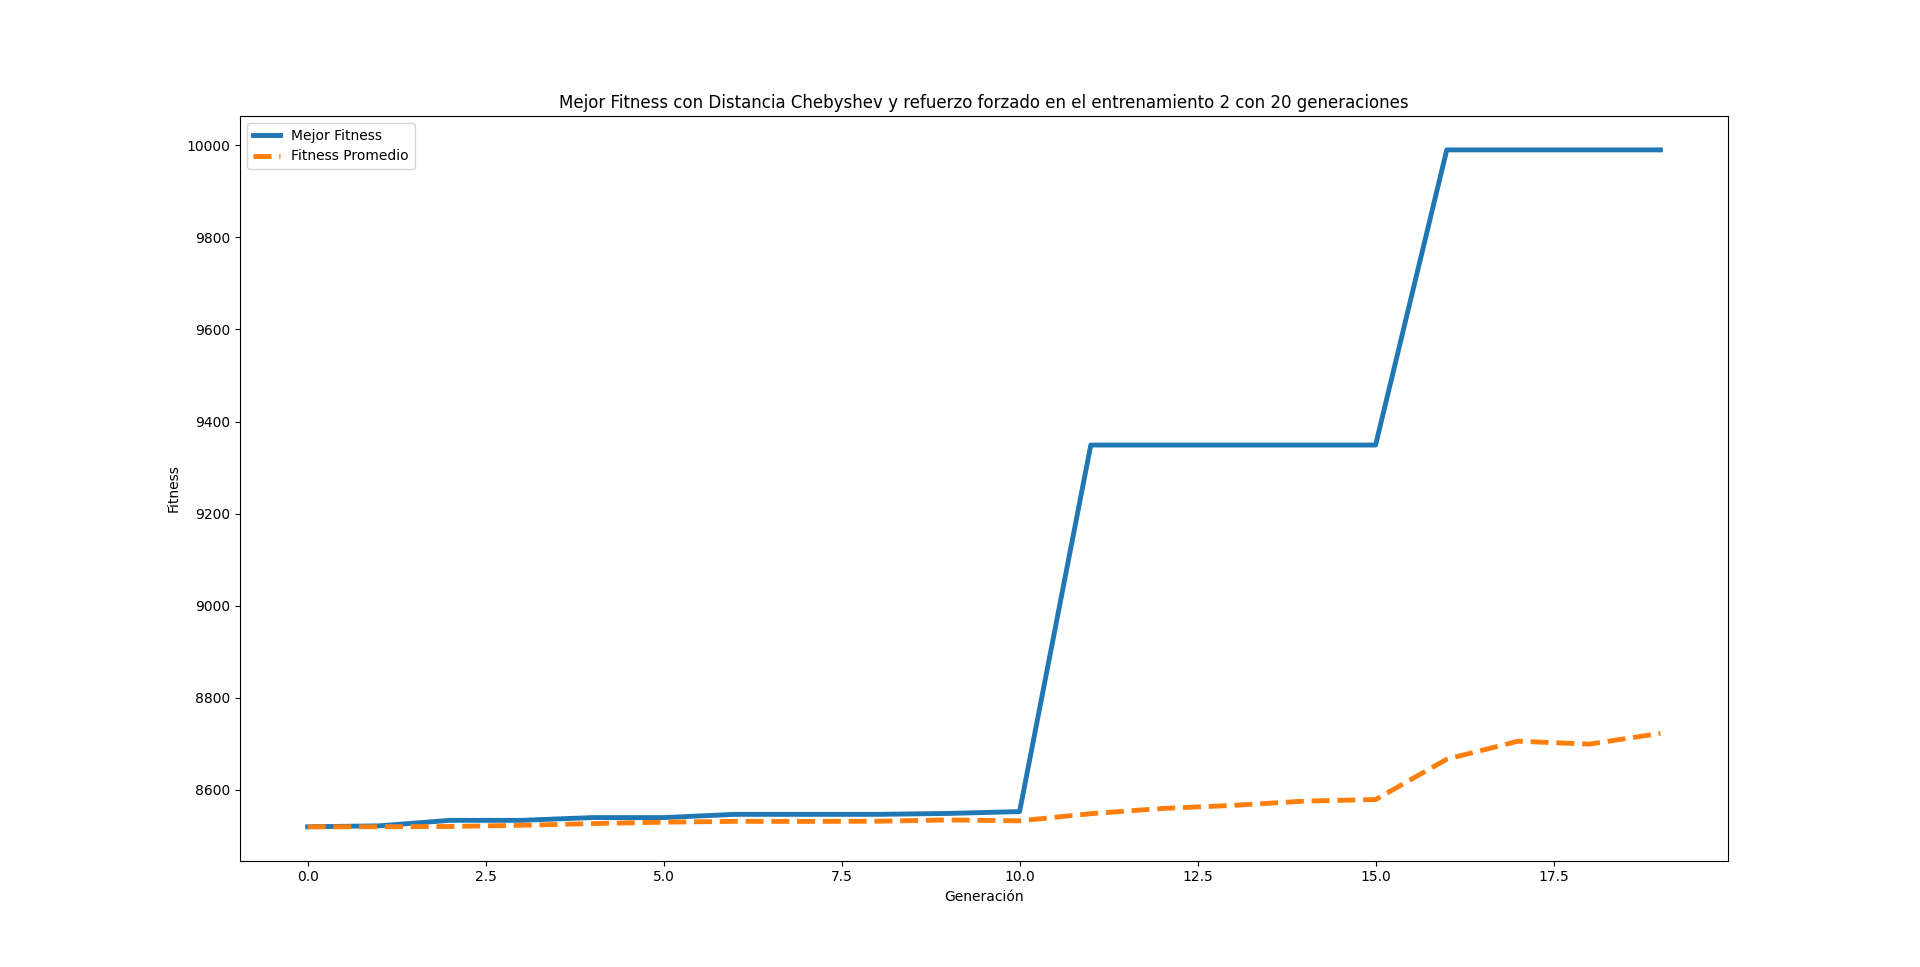 Mejor Fitness con Distancia Chebyshev y refuerzo forzado en el entrenamiento 2 con 20 generaciones
Mejor Fitness
Fitness Promedio
10000
9800
9600
9400
9200
9000
8800
8600
Fitness
0.0 2.5 5.0 7.5 10.0 12.5 15.0 17.5
Generación